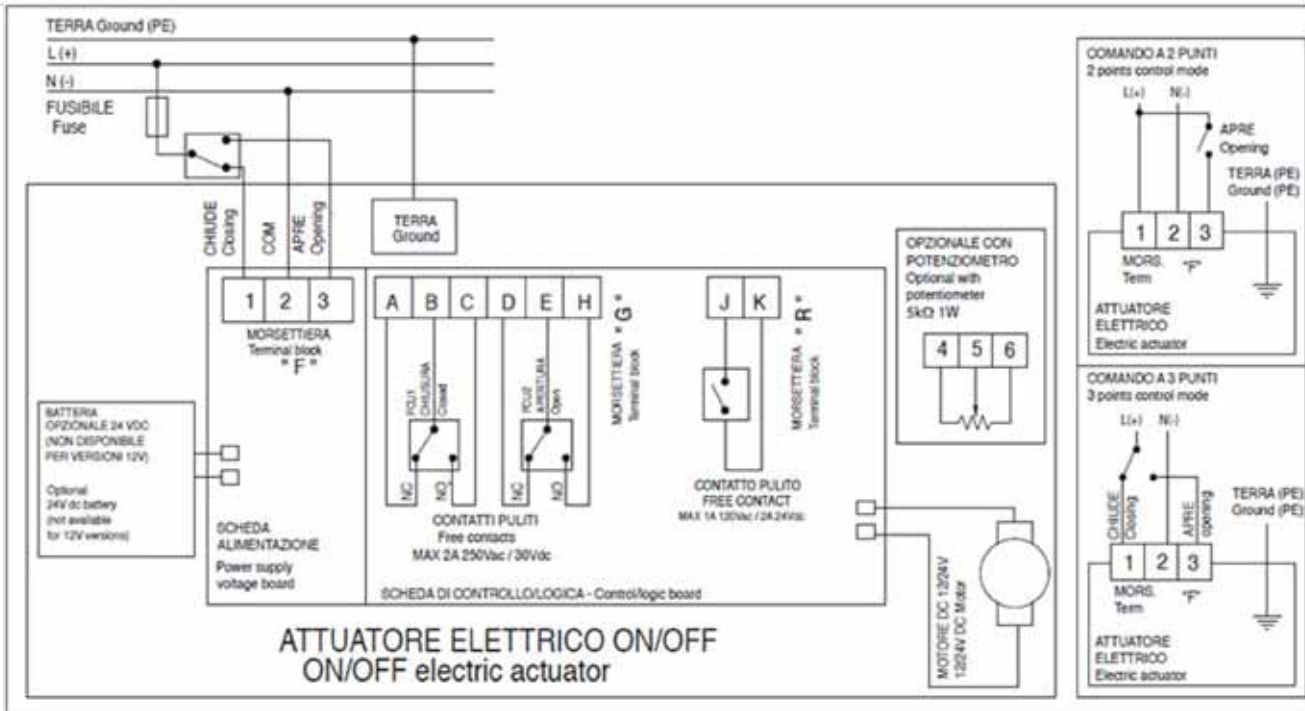 TERRA Ground (PE)
L (+)
N (-)
FUSIBILE
Fuse
CHIUDE
Closing
COM
APRE
Opening
TERRA
Ground
1 2 3
MORSETTIERA
Terminal block
" F "
A B C D E H
MORSETTIERA " G "
Terminal block
FCU1
CHIUSURA
Closed
FCU2
APERTURA
Open
NC NO NC NO
CONTATTI PULITI
Free contacts
MAX 2A 250Vac / 30Vdc
J K
MORSETTIERA " R "
Terminal block
CONTATTO PULITO
FREE CONTACT
MAX 1A 120Vac / 2A 24Vdc
OPZIONALE CON
POTENZIOMETRO
Optional with
potentiometer
5kΩ 1W
4 5 6
BATTERIA
OPZIONALE 24 VDC
(NON DISPONIBILE
PER VERSIONI 12V)
Optional
24V dc battery
(not available
for 12V versions)
SCHEDA
ALIMENTAZIONE
Power supply
voltage board
SCHEDA DI CONTROLLO/LOGICA - Control/logic board
MOTORE DC 12/24V
12/24V DC Motor
ATTUATORE ELETTRICO ON/OFF
ON/OFF electric actuator
COMANDO A 2 PUNTI
2 points control mode
L(+) N(-)
APRE
Opening
TERRA (PE)
Ground (PE)
1 2 3
MORS. "F"
Term
ATTUATORE
ELETTRICO
Electric actuator
COMANDO A 3 PUNTI
3 points control mode
L(+) N(-)
CHIUDE
Closing
APRE
opening
TERRA (PE)
Ground (PE)
1 2 3
MORS. "F"
Term
ATTUATORE
ELETTRICO
Electric actuator